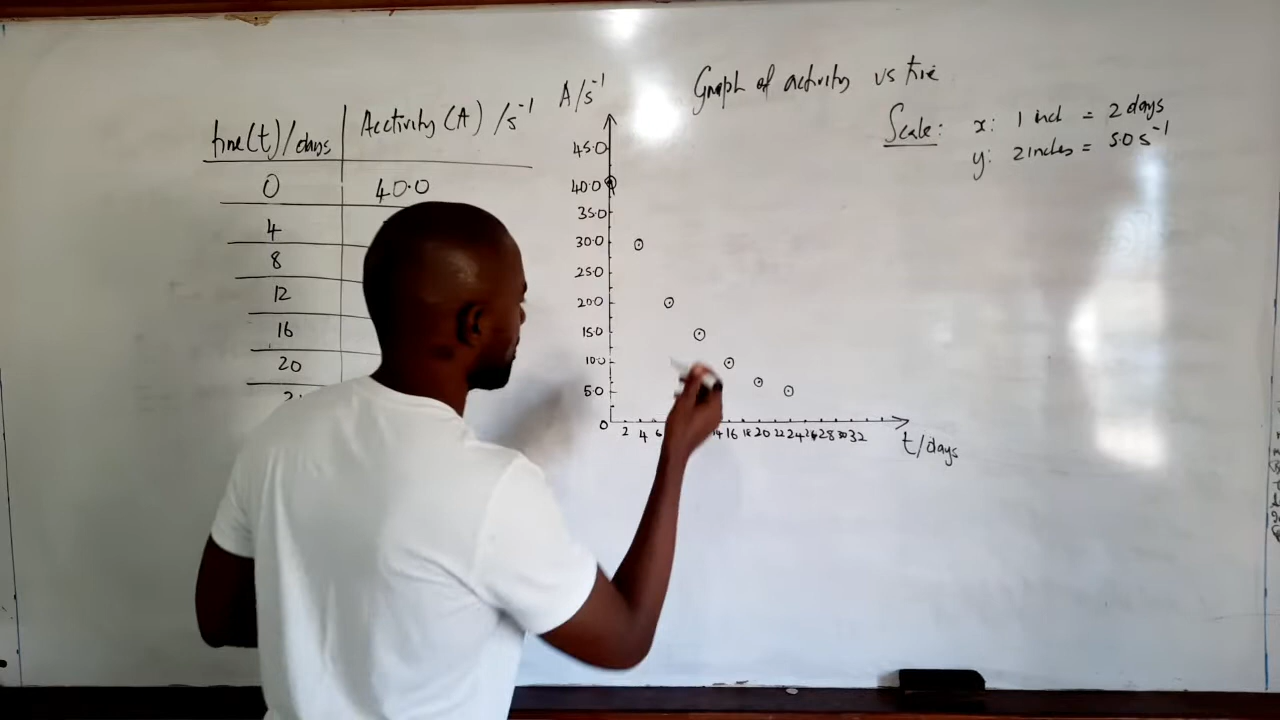 Graph of activity vs time
Scale: x: 1 inch = 2 days
y: 2 inches = 5.0 s⁻¹
time(t)/days Acctivity(A) /s⁻¹
0 40.0
4
8
12
16
20
A/s⁻¹
45.0
40.0
35.0
30.0
25.0
20.0
15.0
10.0
5.0
0
2 4 6 14 16 18 20 22 24 26 28 30 32
t/days